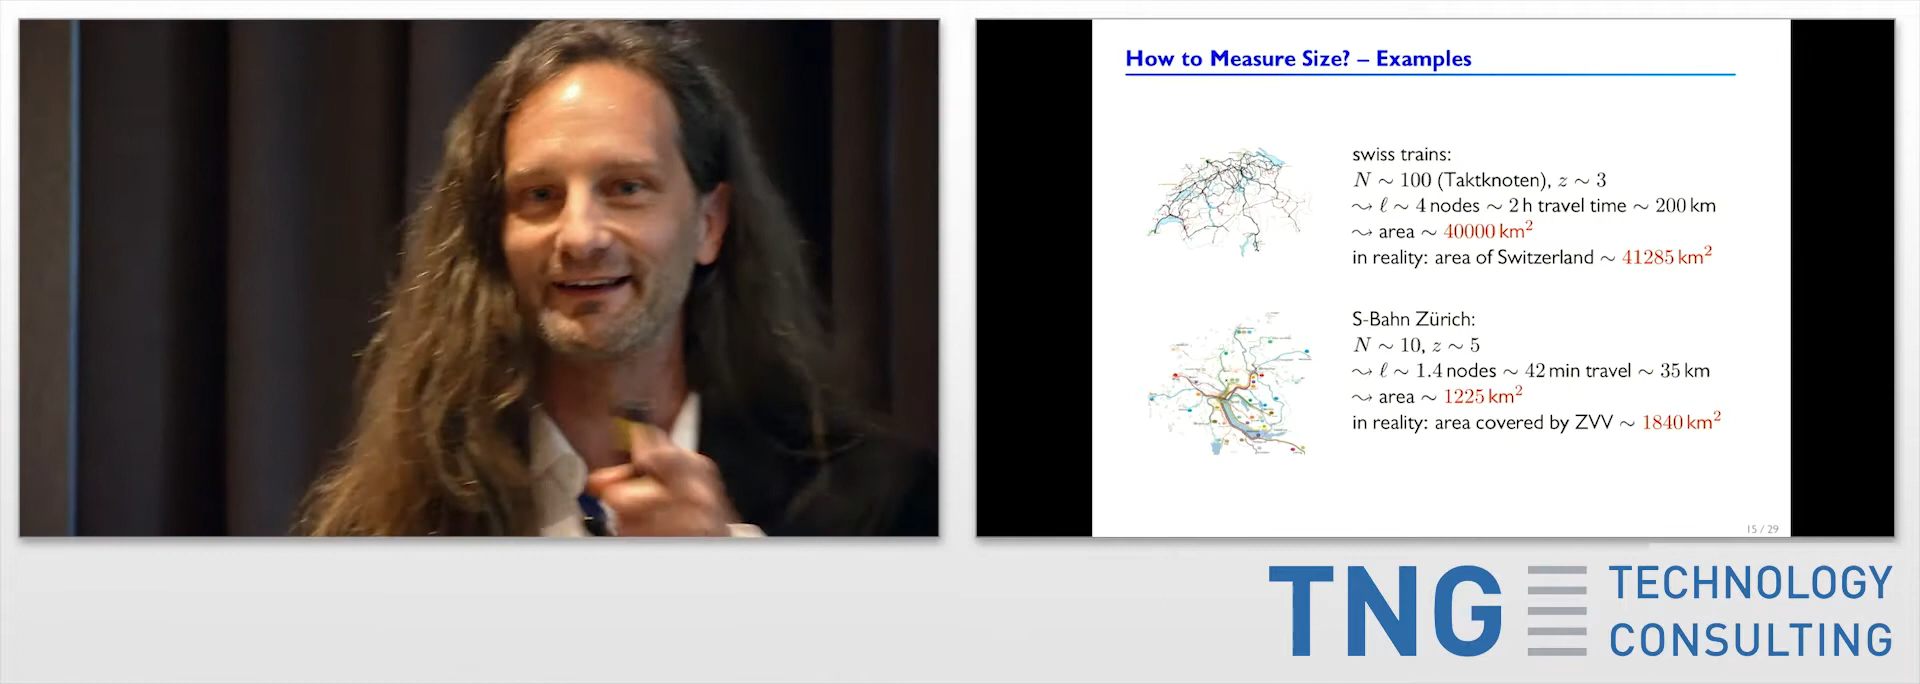 How to Measure Size? – Examples
swiss trains:
N ∼ 100 (Taktknoten), z ∼ 3
⇝ ℓ ∼ 4 nodes ∼ 2 h travel time ∼ 200 km
⇝ area ∼ 40000 km²
in reality: area of Switzerland ∼ 41285 km²
S-Bahn Zürich:
N ∼ 10, z ∼ 5
⇝ ℓ ∼ 1.4 nodes ∼ 42 min travel ∼ 35 km
⇝ area ∼ 1225 km²
in reality: area covered by ZVV ∼ 1840 km²
15 / 29
TNG TECHNOLOGY
CONSULTING